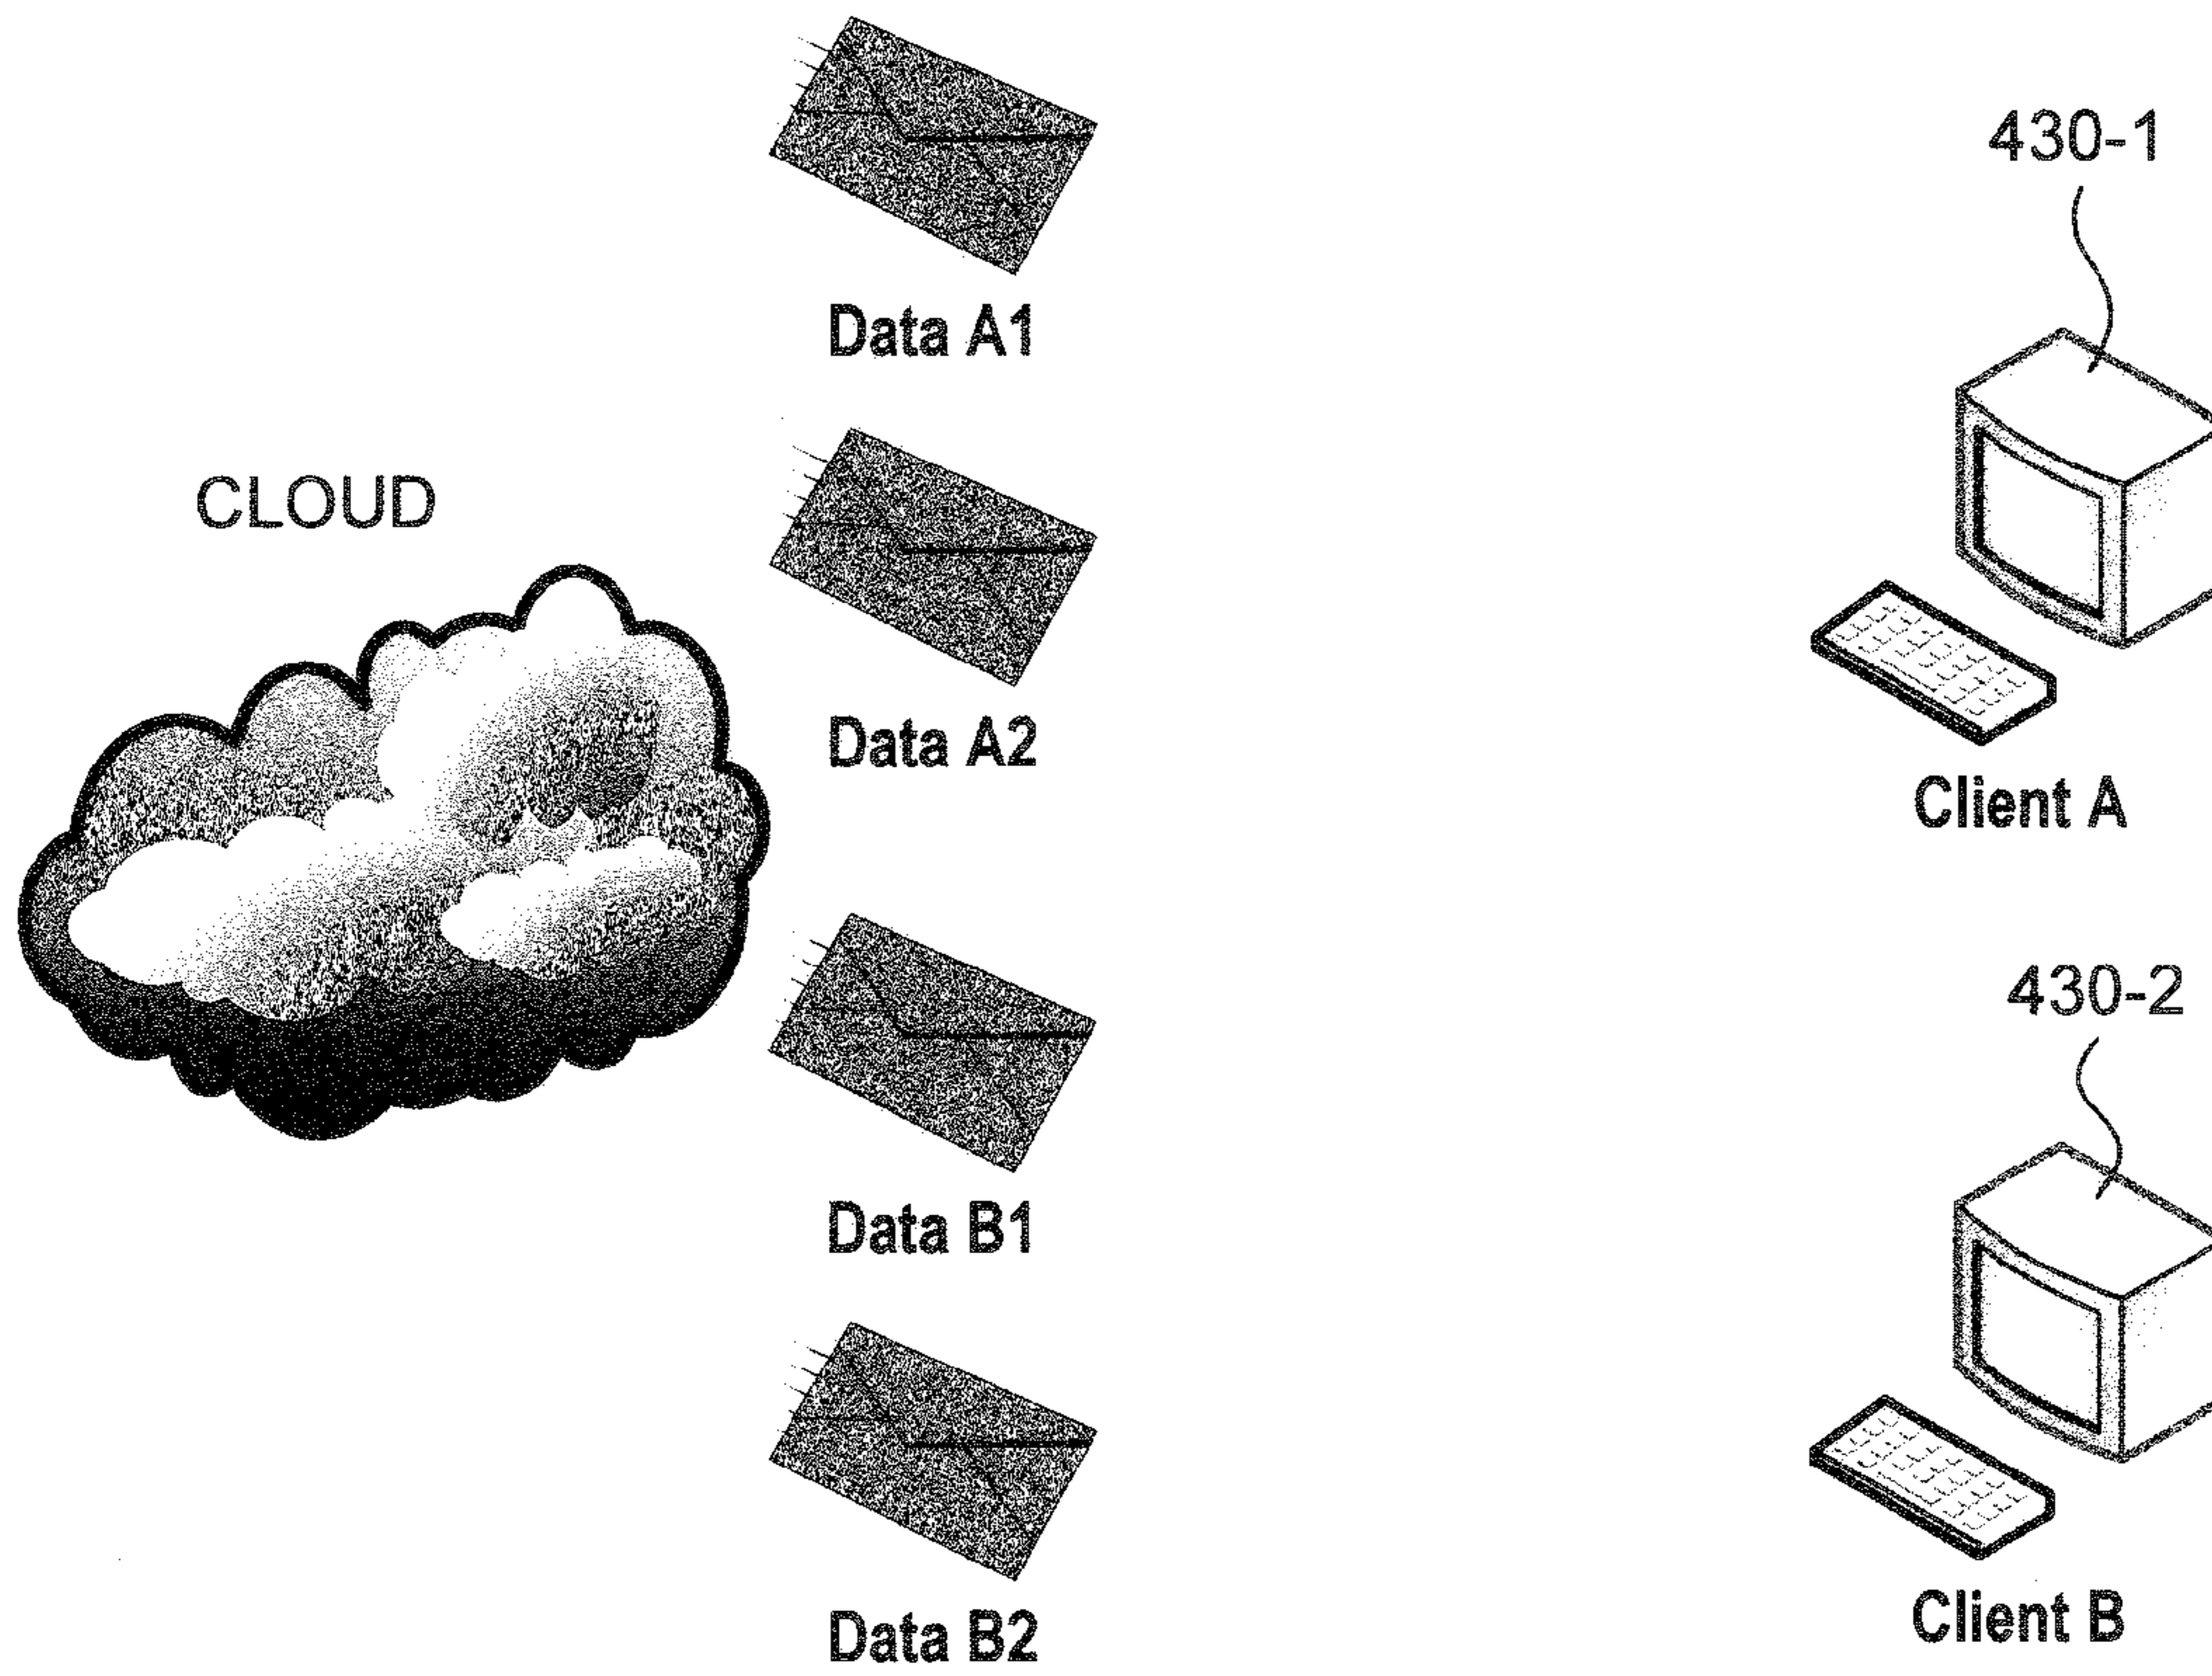 430-1
Data A1
CLOUD
Data A2
Client A
430-2
Data B1
Data B2
Client B